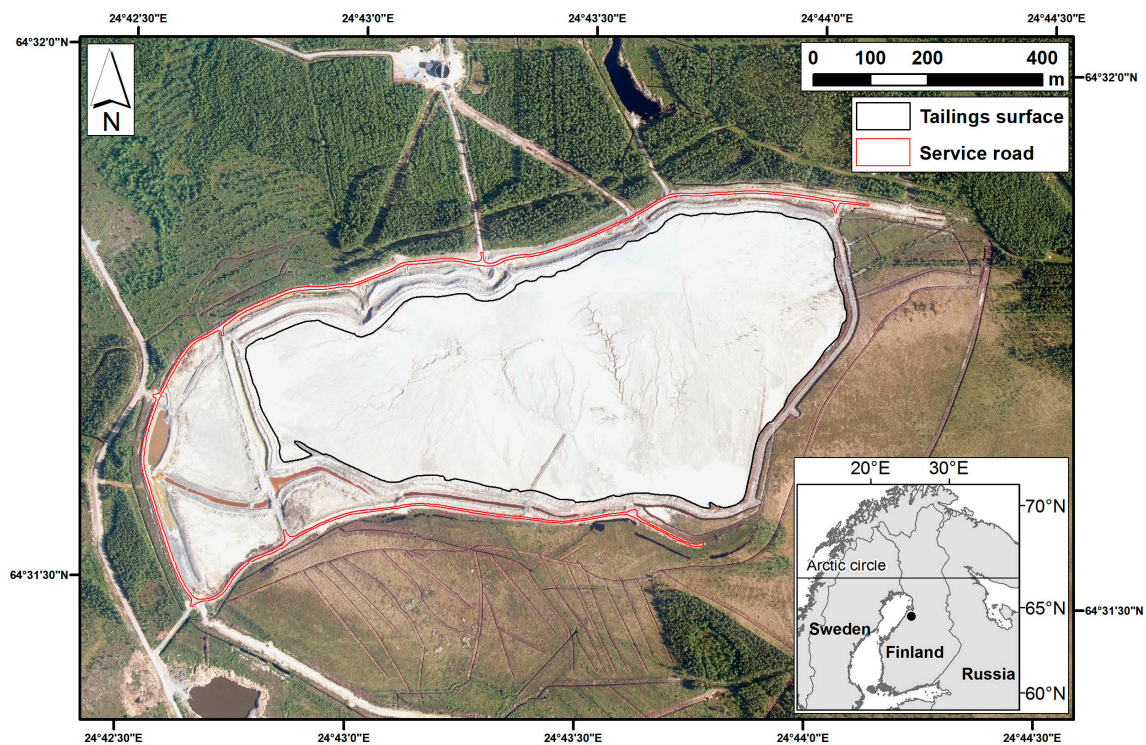 24°42'30"E 24°43'0"E 24°43'30"E 24°44'0"E 24°44'30"E
64°32'0"N
N
0 100 200 400
m
64°32'0"N
Tailings surface
Service road
20°E 30°E
70°N
Arctic circle
64°31'30"N
65°N
64°31'30"N
Sweden
Finland
Russia
60°N
24°42'30"E 24°43'0"E 24°43'30"E 24°44'0"E 24°44'30"E